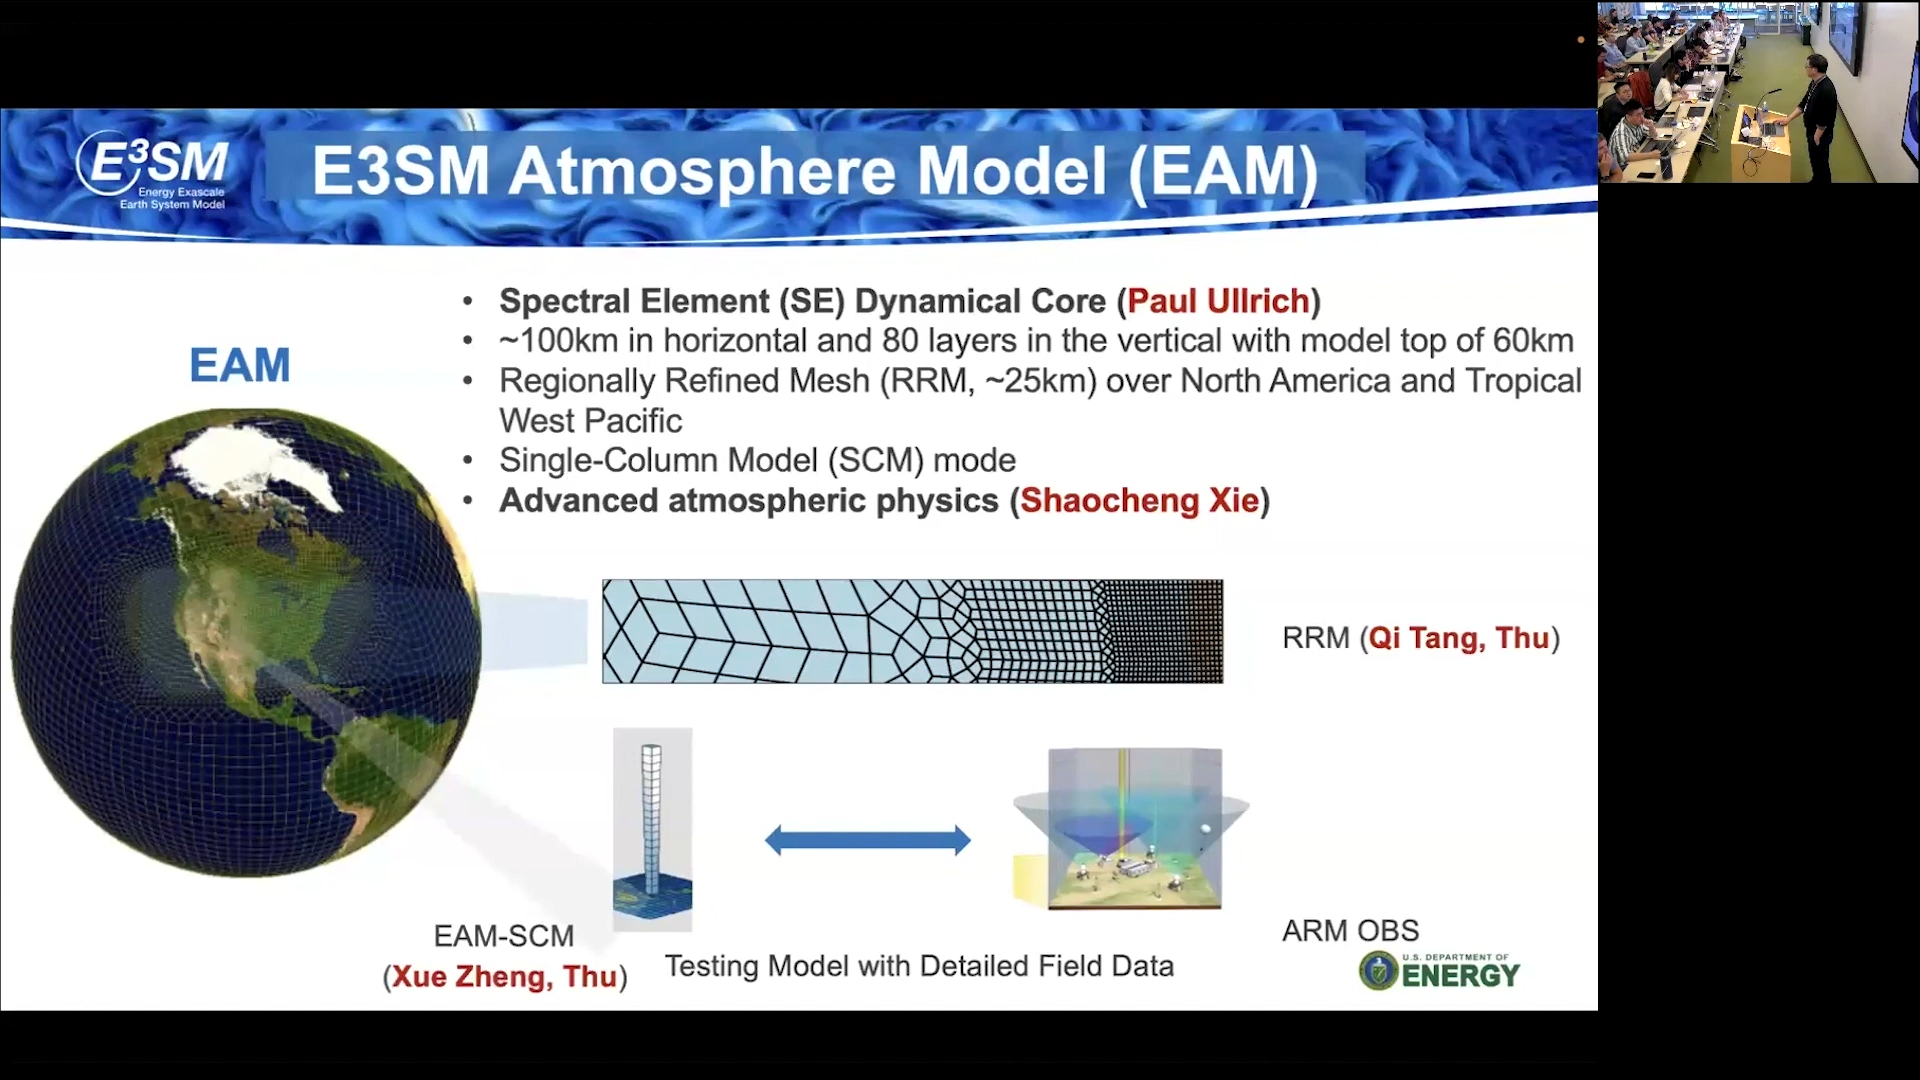 E3SM
Energy Exascale
Earth System Model
E3SM Atmosphere Model (EAM)
EAM
• Spectral Element (SE) Dynamical Core (Paul Ullrich)
• ~100km in horizontal and 80 layers in the vertical with model top of 60km
• Regionally Refined Mesh (RRM, ~25km) over North America and Tropical
West Pacific
• Single-Column Model (SCM) mode
• Advanced atmospheric physics (Shaocheng Xie)
RRM (Qi Tang, Thu)
EAM-SCM
(Xue Zheng, Thu)
Testing Model with Detailed Field Data
ARM OBS
U.S. DEPARTMENT OF
ENERGY